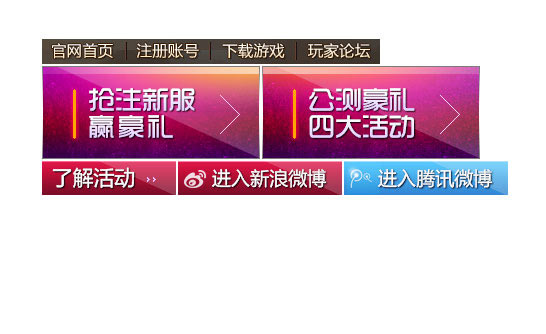 官网首页 注册账号 下载游戏 玩家论坛
抢注新服
赢豪礼
公测豪礼
四大活动
了解活动 进入新浪微博 进入腾讯微博